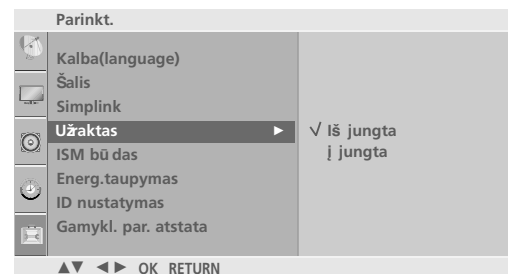 Parinkt.
Kalba(language)
Šalis
Simplink
Užraktas ►
√ Iš jungta
į jungta
ISM bū das
Energ.taupymas
ID nustatymas
Gamykl. par. atstata
▲▼ ◄► OK RETURN